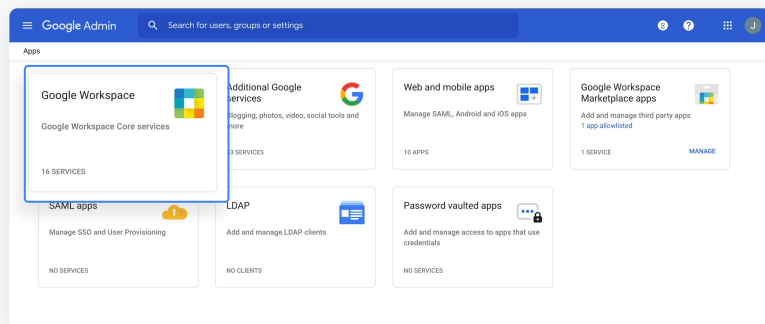 Google Admin
Search for users, groups or settings
8
?
J
Apps
Google Workspace
Google Workspace Core services
16 SERVICES
Additional Google
services
Blogging, photos, video, social tools and
more
SERVICES
Web and mobile apps
Manage SAML, Android and iOS apps
10 APPS
Google Workspace
Marketplace apps
Add and manage third party apps
1 app allowlisted
1 SERVICE
MANAGE
SAML apps
Manage SSO and User Provisioning
NO SERVICES
LDAP
Add and manage LDAP clients
NO CLIENTS
Password vaulted apps
Add and manage access to apps that use
credentials
NO SERVICES